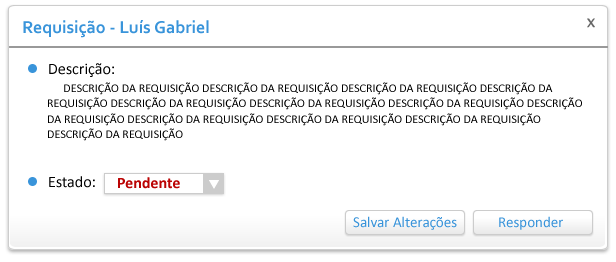 Requisição - Luís Gabriel
x
Descrição:
DESCRIÇÃO DA REQUISIÇÃO DESCRIÇÃO DA REQUISIÇÃO DESCRIÇÃO DA REQUISIÇÃO DESCRIÇÃO DA
REQUISIÇÃO DESCRIÇÃO DA REQUISIÇÃO DESCRIÇÃO DA REQUISIÇÃO DESCRIÇÃO DA REQUISIÇÃO DESCRIÇÃO
DA REQUISIÇÃO DESCRIÇÃO DA REQUISIÇÃO DESCRIÇÃO DA REQUISIÇÃO DESCRIÇÃO DA REQUISIÇÃO
DESCRIÇÃO DA REQUISIÇÃO
Estado: Pendente
Salvar Alterações Responder